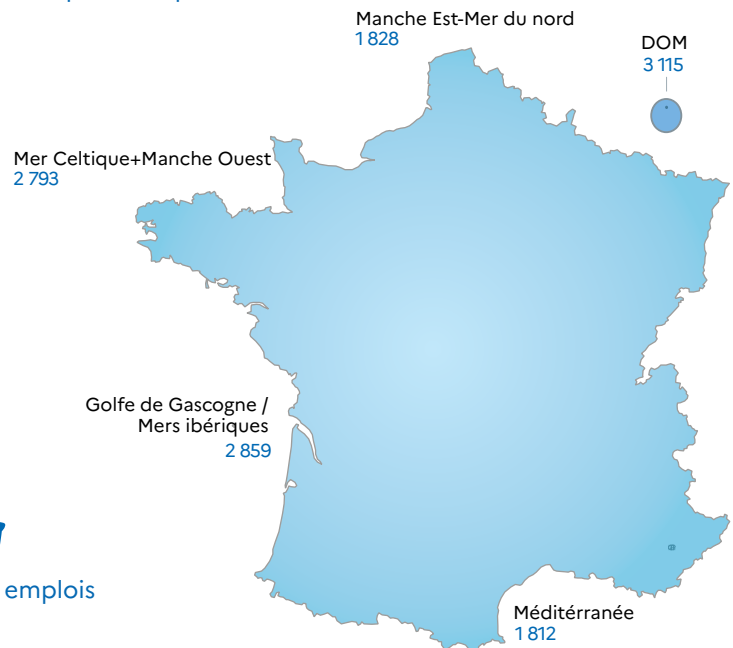 Manche Est-Mer du nord
1 828
DOM
3 115
Mer Celtique+Manche Ouest
2 793
Golfe de Gascogne /
Mers ibériques
2 859
emplois
Méditérranée
1 812